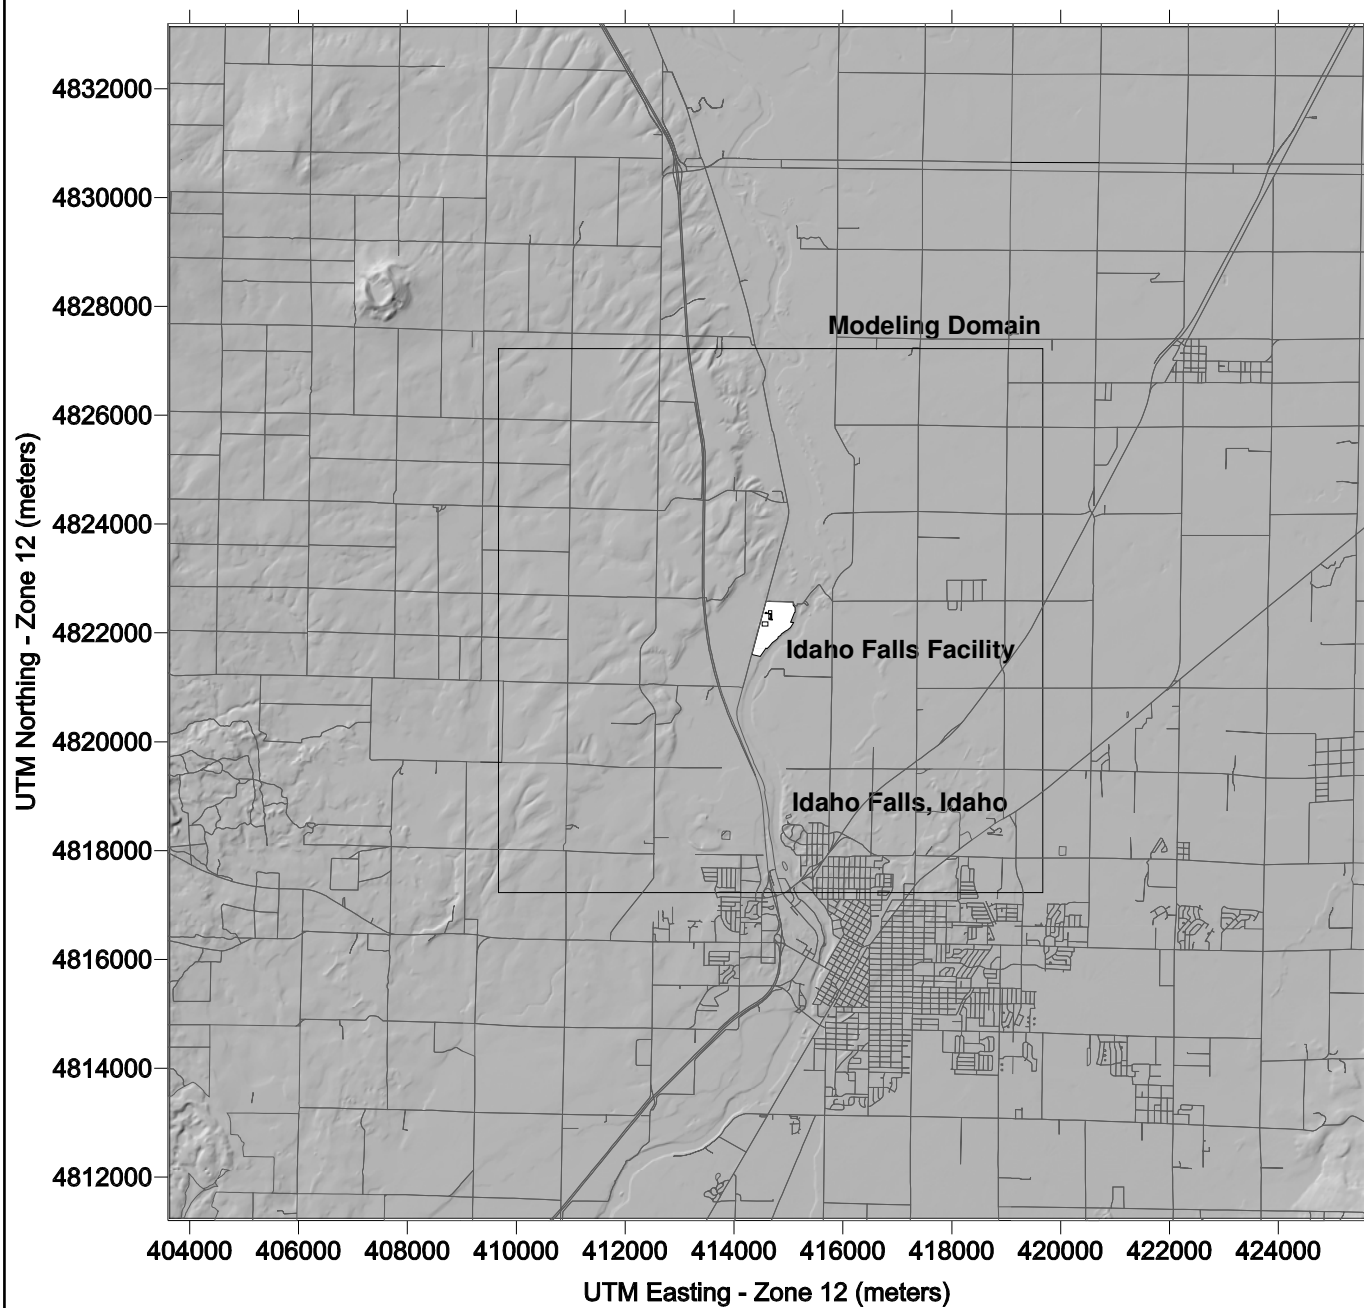 4832000
4830000
4828000
Modeling Domain
4826000
4824000
4822000
Idaho Falls Facility
4820000
Idaho Falls, Idaho
4818000
4816000
4814000
4812000
UTM Northing - Zone 12 (meters)
404000 406000 408000 410000 412000 414000 416000 418000 420000 422000 424000
UTM Easting - Zone 12 (meters)